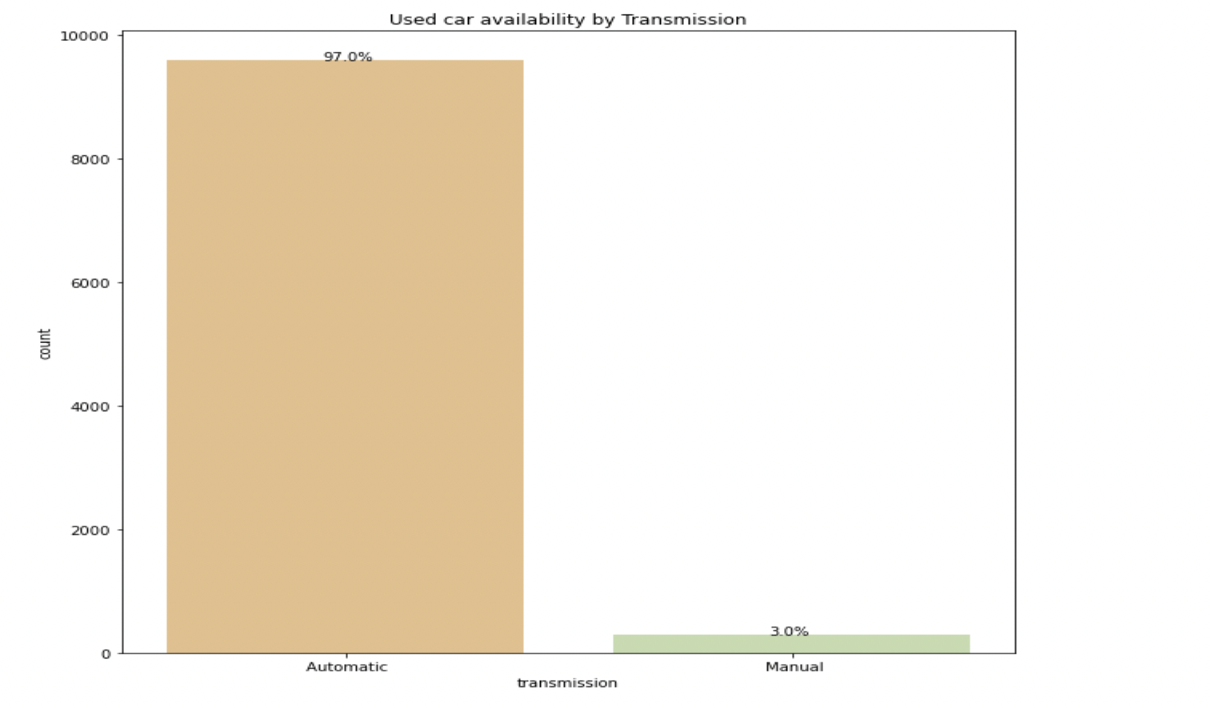 Used car availability by Transmission
10000
97.0%
8000
6000
count
4000
2000
3.0%
0
Automatic Manual
transmission